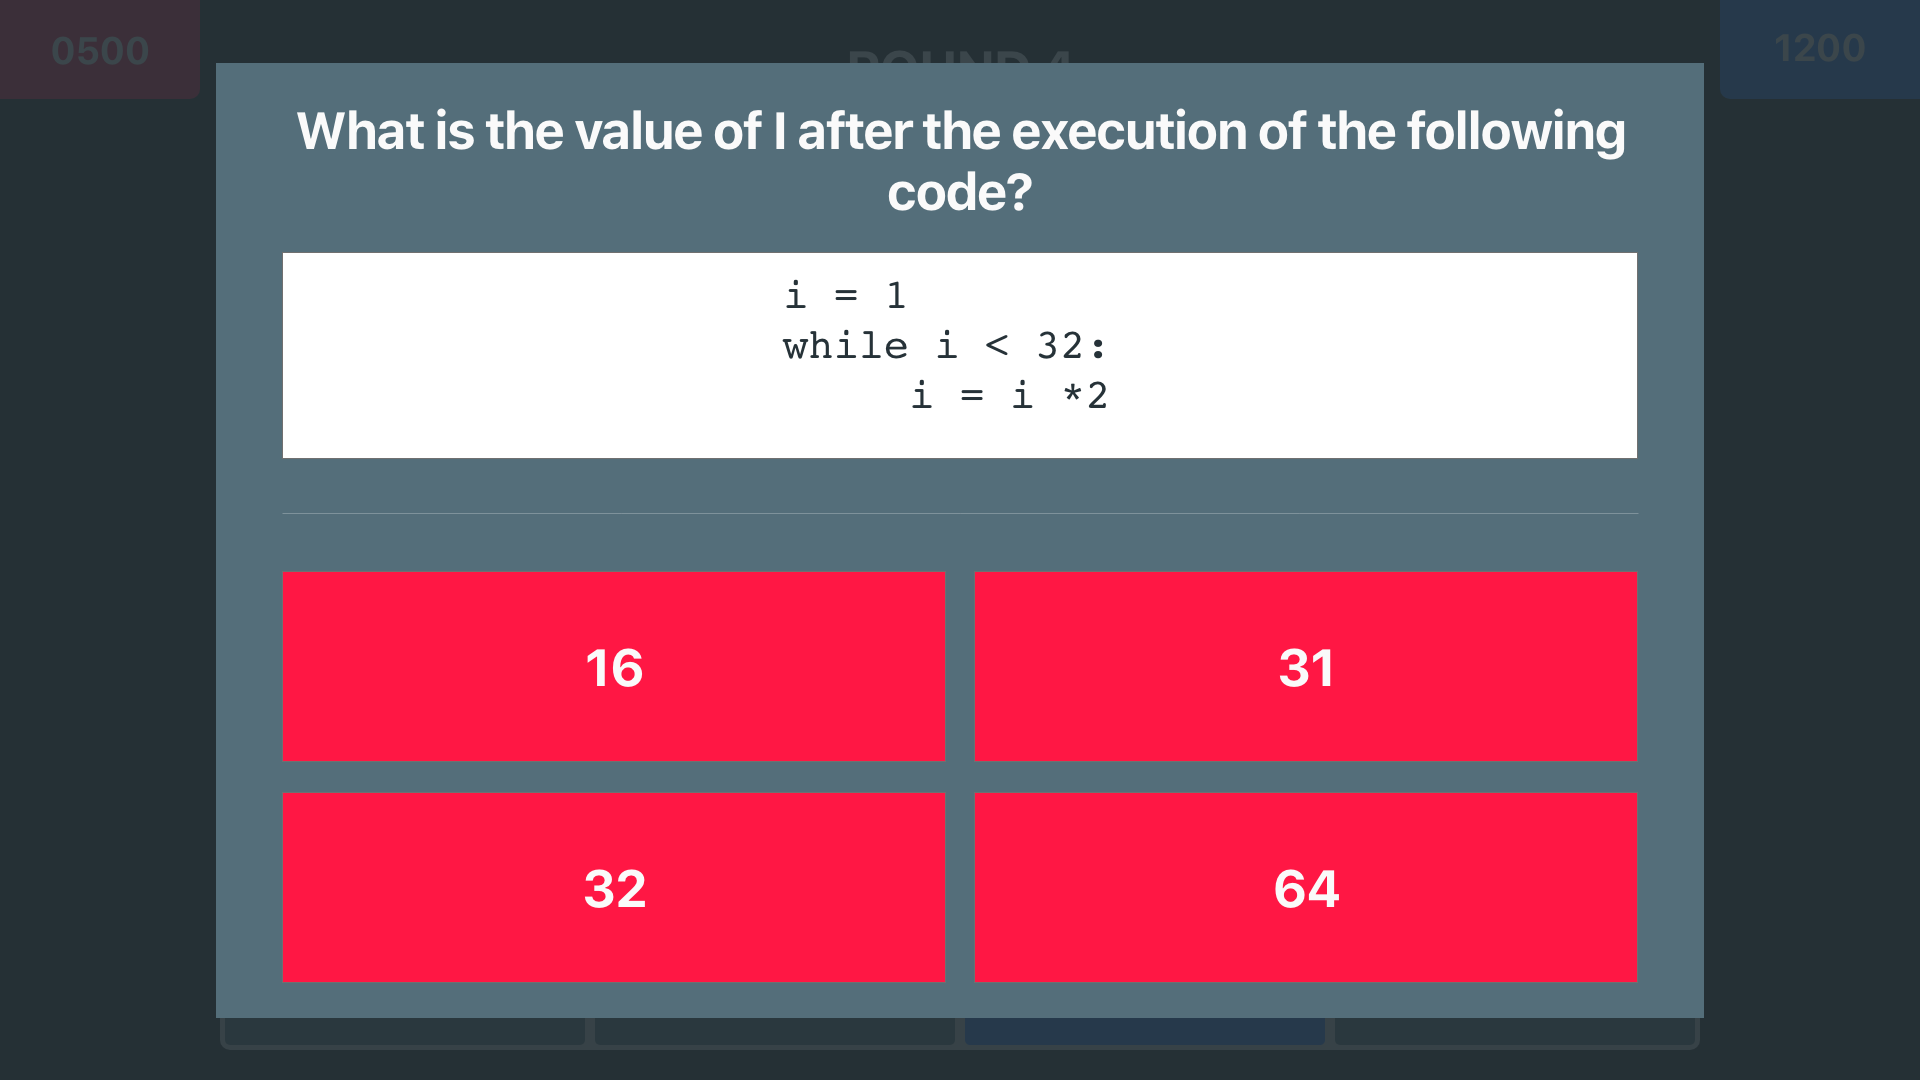 0500
ROUND 4
1200
What is the value of I after the execution of the following
code?
i = 1
while i < 32:
     i = i *2
16
31
32
64